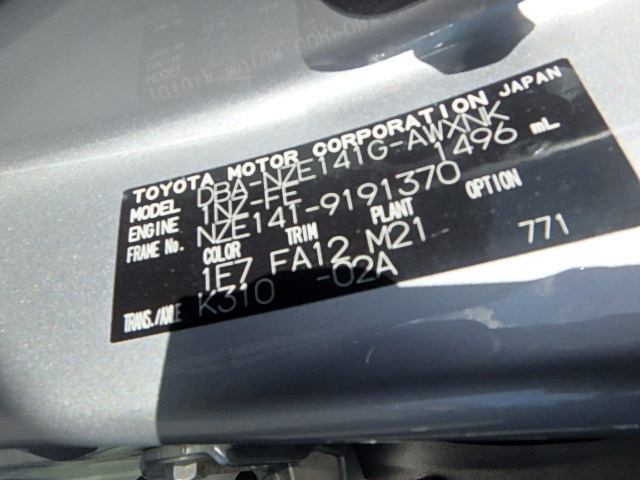 TOYOTA MOTOR CORPORATION JAPAN
MODEL DBA-NZE141G-AWXNK
ENGINE 1NZ-FE 1496 mL
FRAME No. NZE141-9191370
COLOR TRIM PLANT OPTION
1E7 FA12 M21 771
TRANS./AXLE K310 -02A